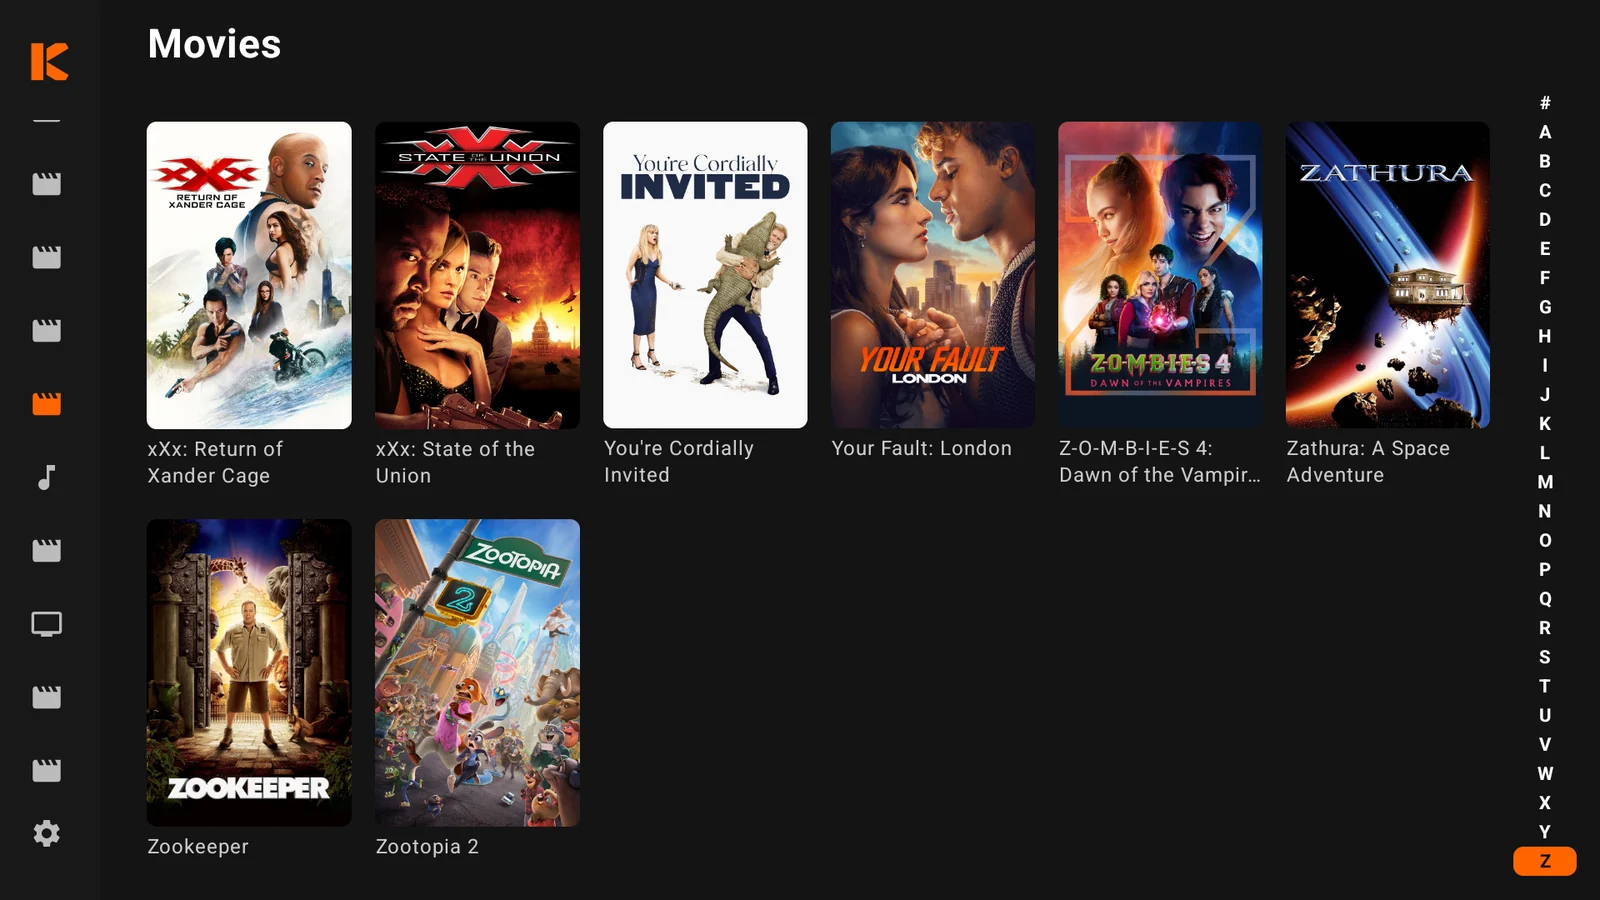 Movies
XXX
RETURN OF
XANDER CAGE
XXX
STATE OF THE UNION
You're Cordially
INVITED
YOUR FAULT
LONDON
Z-O-M-B-I-E-S 4
DAWN OF THE VAMPIRES
ZATHURA
xXx: Return of
Xander Cage
xXx: State of the
Union
You're Cordially
Invited
Your Fault: London
Z-O-M-B-I-E-S 4:
Dawn of the Vampir...
Zathura: A Space
Adventure
ZOOKEEPER
ZOOTOPIA
2
Zookeeper
Zootopia 2
#
A
B
C
D
E
F
G
H
I
J
K
L
M
N
O
P
Q
R
S
T
U
V
W
X
Y
Z